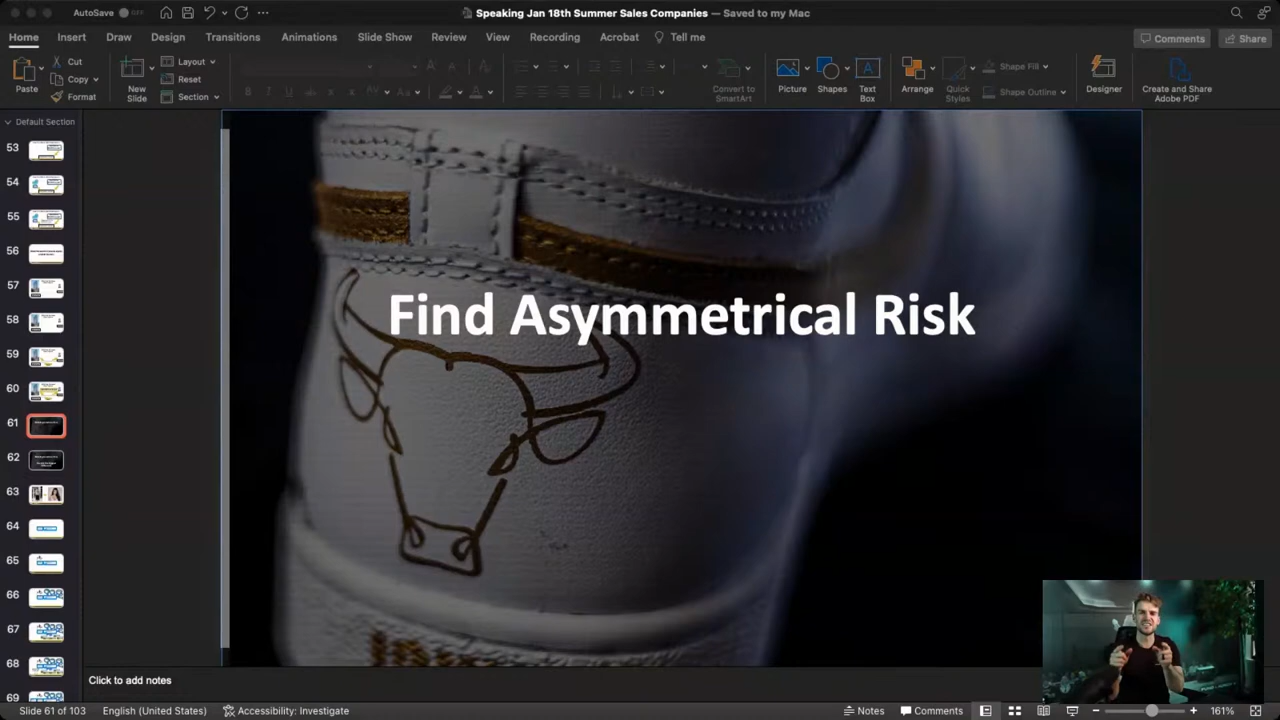 AutoSave OFF
Speaking Jan 18th Summer Sales Companies — Saved to my Mac
Home Insert Draw Design Transitions Animations Slide Show Review View Recording Acrobat Tell me
Comments Share
Paste
Cut
Copy
Format
New Slide
Layout
Reset
Section
Convert to SmartArt
Picture
Shapes
Text Box
Arrange
Quick Styles
Shape Fill
Shape Outline
Designer
Create and Share Adobe PDF
Default Section
53
54
55
56
57
58
59
60
61
62
63
64
65
66
67
68
69
Find Asymmetrical Risk
Click to add notes
Slide 61 of 103 English (United States) Accessibility: Investigate Notes Comments 161%